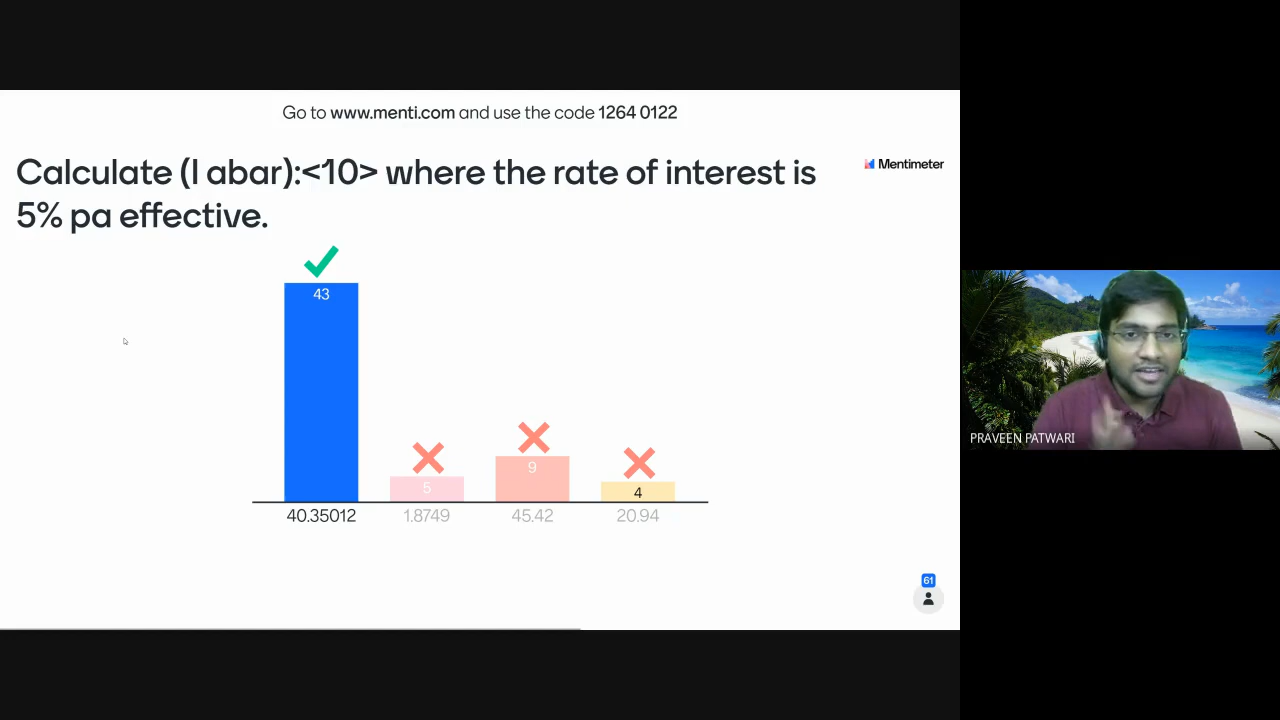 Go to www.menti.com and use the code 1264 0122
Calculate (I abar):<10> where the rate of interest is
5% pa effective.
Mentimeter
43
5
9
4
40.35012
1.8749
45.42
20.94
61
PRAVEEN PATWARI